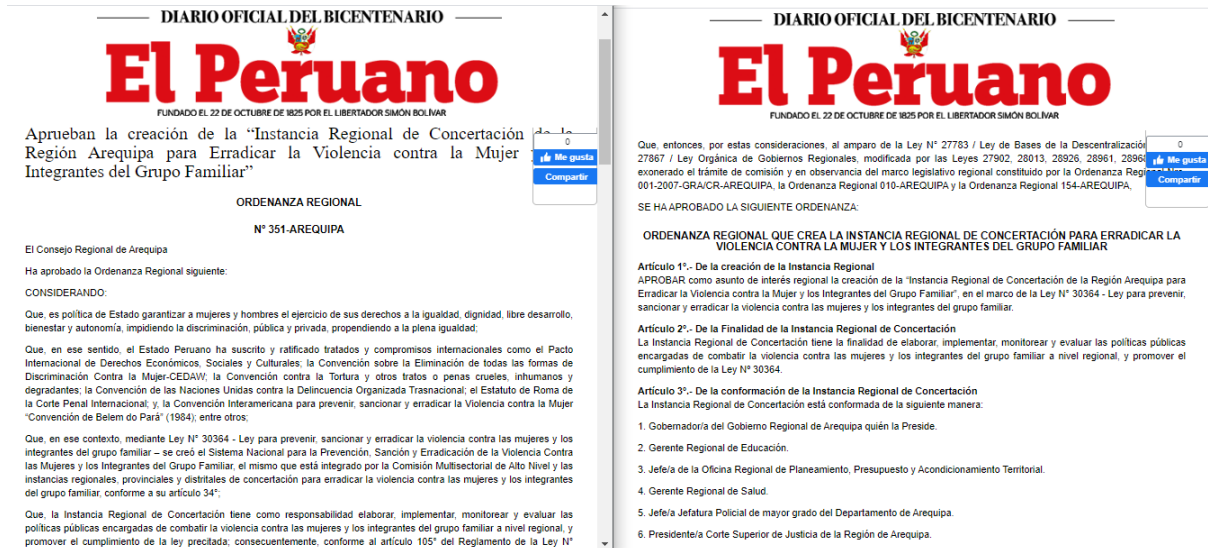 DIARIO OFICIAL DEL BICENTENARIO
El Peruano
FUNDADO EL 22 DE OCTUBRE DE 1825 POR EL LIBERTADOR SIMÓN BOLÍVAR
Aprueban la creación de la “Instancia Regional de Concertación de la
Región Arequipa para Erradicar la Violencia contra la Mujer
Integrantes del Grupo Familiar”
0
Me gusta
Compartir
ORDENANZA REGIONAL
N° 351-AREQUIPA
El Consejo Regional de Arequipa
Ha aprobado la Ordenanza Regional siguiente:
CONSIDERANDO:
Que, es política de Estado garantizar a mujeres y hombres el ejercicio de sus derechos a la igualdad, dignidad, libre desarrollo,
bienestar y autonomía, impidiendo la discriminación, pública y privada, propendiendo a la plena igualdad;
Que, en ese sentido, el Estado Peruano ha suscrito y ratificado tratados y compromisos internacionales como el Pacto
Internacional de Derechos Económicos, Sociales y Culturales; la Convención sobre la Eliminación de todas las formas de
Discriminación Contra la Mujer-CEDAW; la Convención contra la Tortura y otros tratos o penas crueles, inhumanos y
degradantes; la Convención de las Naciones Unidas contra la Delincuencia Organizada Trasnacional; el Estatuto de Roma de
la Corte Penal Internacional; y, la Convención Interamericana para prevenir, sancionar y erradicar la Violencia contra la Mujer
“Convención de Belem do Pará” (1984); entre otros;
Que, en ese contexto, mediante Ley N° 30364 - Ley para prevenir, sancionar y erradicar la violencia contra las mujeres y los
integrantes del grupo familiar – se creó el Sistema Nacional para la Prevención, Sanción y Erradicación de la Violencia Contra
las Mujeres y los Integrantes del Grupo Familiar, el mismo que está integrado por la Comisión Multisectorial de Alto Nivel y las
instancias regionales, provinciales y distritales de concertación para erradicar la violencia contra las mujeres y los integrantes
del grupo familiar, conforme a su artículo 34°;
Que, la Instancia Regional de Concertación tiene como responsabilidad elaborar, implementar, monitorear y evaluar las
políticas públicas encargadas de combatir la violencia contra las mujeres y los integrantes del grupo familiar a nivel regional, y
promover el cumplimiento de la ley precitada; consecuentemente, conforme al artículo 105° del Reglamento de la Ley N°
DIARIO OFICIAL DEL BICENTENARIO
El Peruano
FUNDADO EL 22 DE OCTUBRE DE 1825 POR EL LIBERTADOR SIMÓN BOLÍVAR
Que, entonces, por estas consideraciones, al amparo de la Ley N° 27783 / Ley de Bases de la Descentralización
27867 / Ley Orgánica de Gobiernos Regionales, modificada por las Leyes 27902, 28013, 28926, 28961, 28968
exonerado el trámite de comisión y en observancia del marco legislativo regional constituido por la Ordenanza Regional
001-2007-GRA/CR-AREQUIPA, la Ordenanza Regional 010-AREQUIPA y la Ordenanza Regional 154-AREQUIPA,
0
Me gusta
Compartir
SE HA APROBADO LA SIGUIENTE ORDENANZA:
ORDENANZA REGIONAL QUE CREA LA INSTANCIA REGIONAL DE CONCERTACIÓN PARA ERRADICAR LA
VIOLENCIA CONTRA LA MUJER Y LOS INTEGRANTES DEL GRUPO FAMILIAR
Artículo 1°.- De la creación de la Instancia Regional
APROBAR como asunto de interés regional la creación de la “Instancia Regional de Concertación de la Región Arequipa para
Erradicar la Violencia contra la Mujer y los Integrantes del Grupo Familiar”, en el marco de la Ley N° 30364 - Ley para prevenir,
sancionar y erradicar la violencia contra las mujeres y los integrantes del grupo familiar.
Artículo 2°.- De la Finalidad de la Instancia Regional de Concertación
La Instancia Regional de Concertación tiene la finalidad de elaborar, implementar, monitorear y evaluar las políticas públicas
encargadas de combatir la violencia contra las mujeres y los integrantes del grupo familiar a nivel regional, y promover el
cumplimiento de la Ley Nº 30364.
Artículo 3°.- De la conformación de la Instancia Regional de Concertación
La Instancia Regional de Concertación está conformada de la siguiente manera:
1. Gobernador/a del Gobierno Regional de Arequipa quién la Preside.
2. Gerente Regional de Educación.
3. Jefe/a de la Oficina Regional de Planeamiento, Presupuesto y Acondicionamiento Territorial.
4. Gerente Regional de Salud.
5. Jefe/a Jefatura Policial de mayor grado del Departamento de Arequipa.
6. Presidente/a Corte Superior de Justicia de la Región de Arequipa.